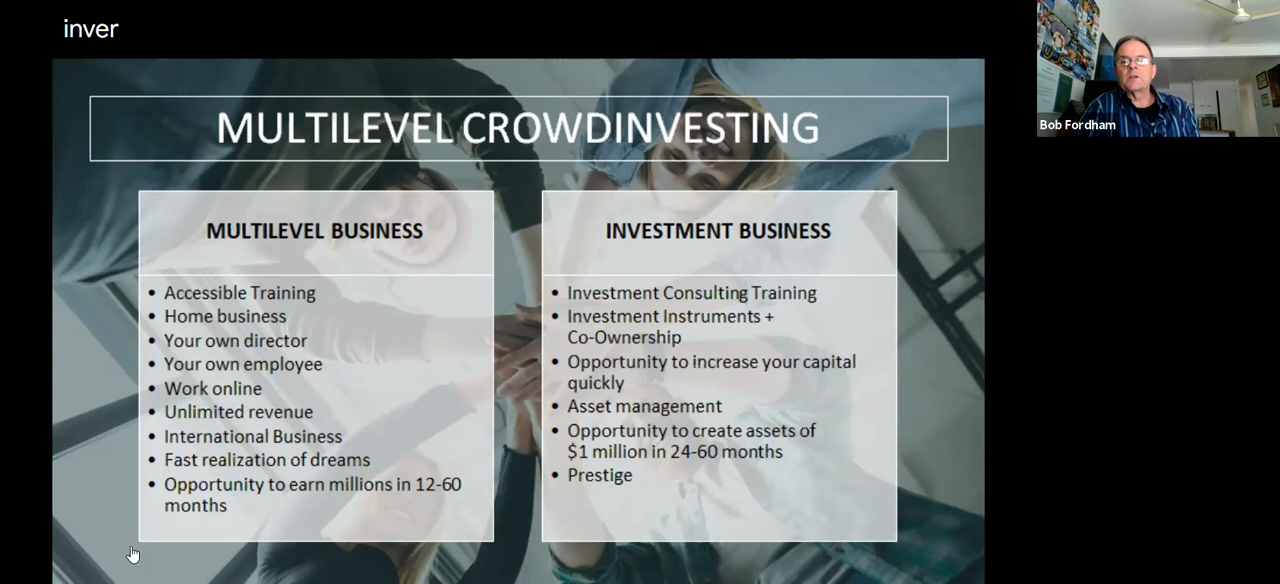 inver
Bob Fordham
MULTILEVEL CROWDINVESTING
MULTILEVEL BUSINESS
• Accessible Training
• Home business
• Your own director
• Your own employee
• Work online
• Unlimited revenue
• International Business
• Fast realization of dreams
• Opportunity to earn millions in 12-60
months
INVESTMENT BUSINESS
• Investment Consulting Training
• Investment Instruments +
Co-Ownership
• Opportunity to increase your capital
quickly
• Asset management
• Opportunity to create assets of
$1 million in 24-60 months
• Prestige